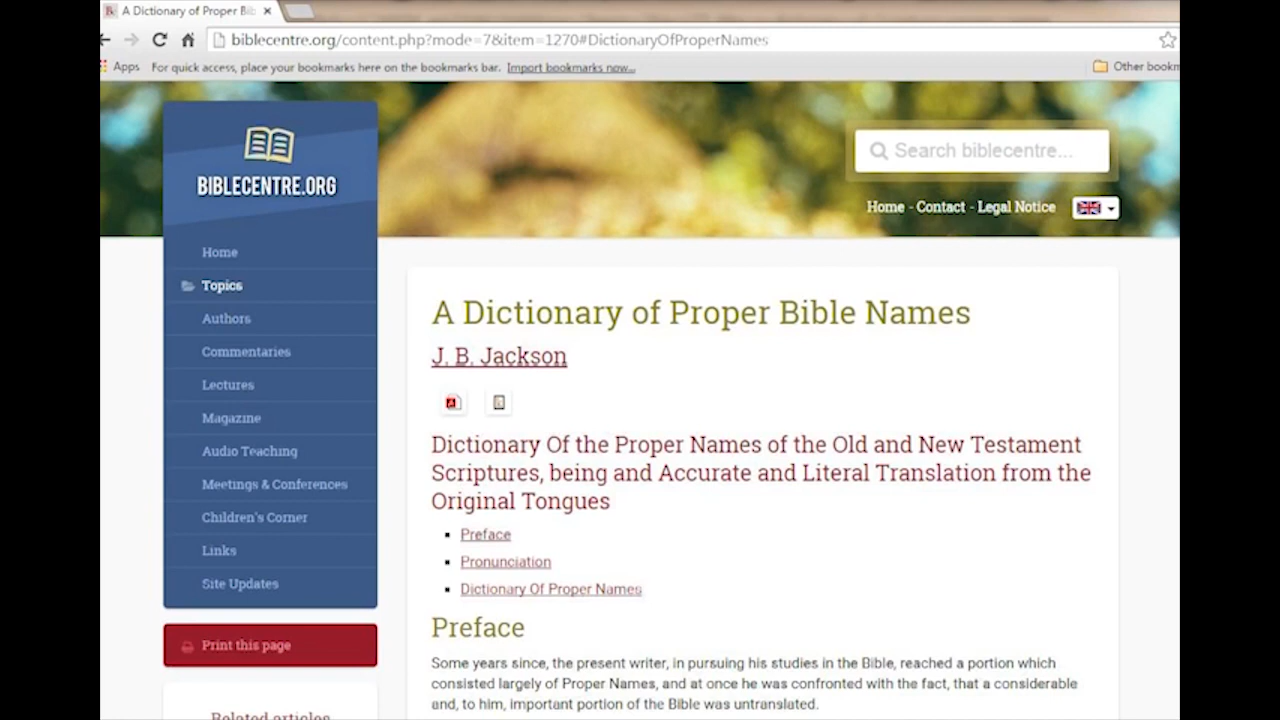 A Dictionary of Proper Bib
biblecentre.org/content.php?mode=7&item=1270#DictionaryOfProperNames
Apps For quick access, place your bookmarks here on the bookmarks bar. Import bookmarks now... Other bookm
BIBLECENTRE.ORG
Search biblecentre...
Home - Contact - Legal Notice
Home
Topics
Authors
Commentaries
Lectures
Magazine
Audio Teaching
Meetings & Conferences
Children's Corner
Links
Site Updates
Print this page
Related articles
A Dictionary of Proper Bible Names
J. B. Jackson
Dictionary Of the Proper Names of the Old and New Testament
Scriptures, being and Accurate and Literal Translation from the
Original Tongues
Preface
Pronunciation
Dictionary Of Proper Names
Preface
Some years since, the present writer, in pursuing his studies in the Bible, reached a portion which
consisted largely of Proper Names, and at once he was confronted with the fact, that a considerable
and, to him, important portion of the Bible was untranslated.